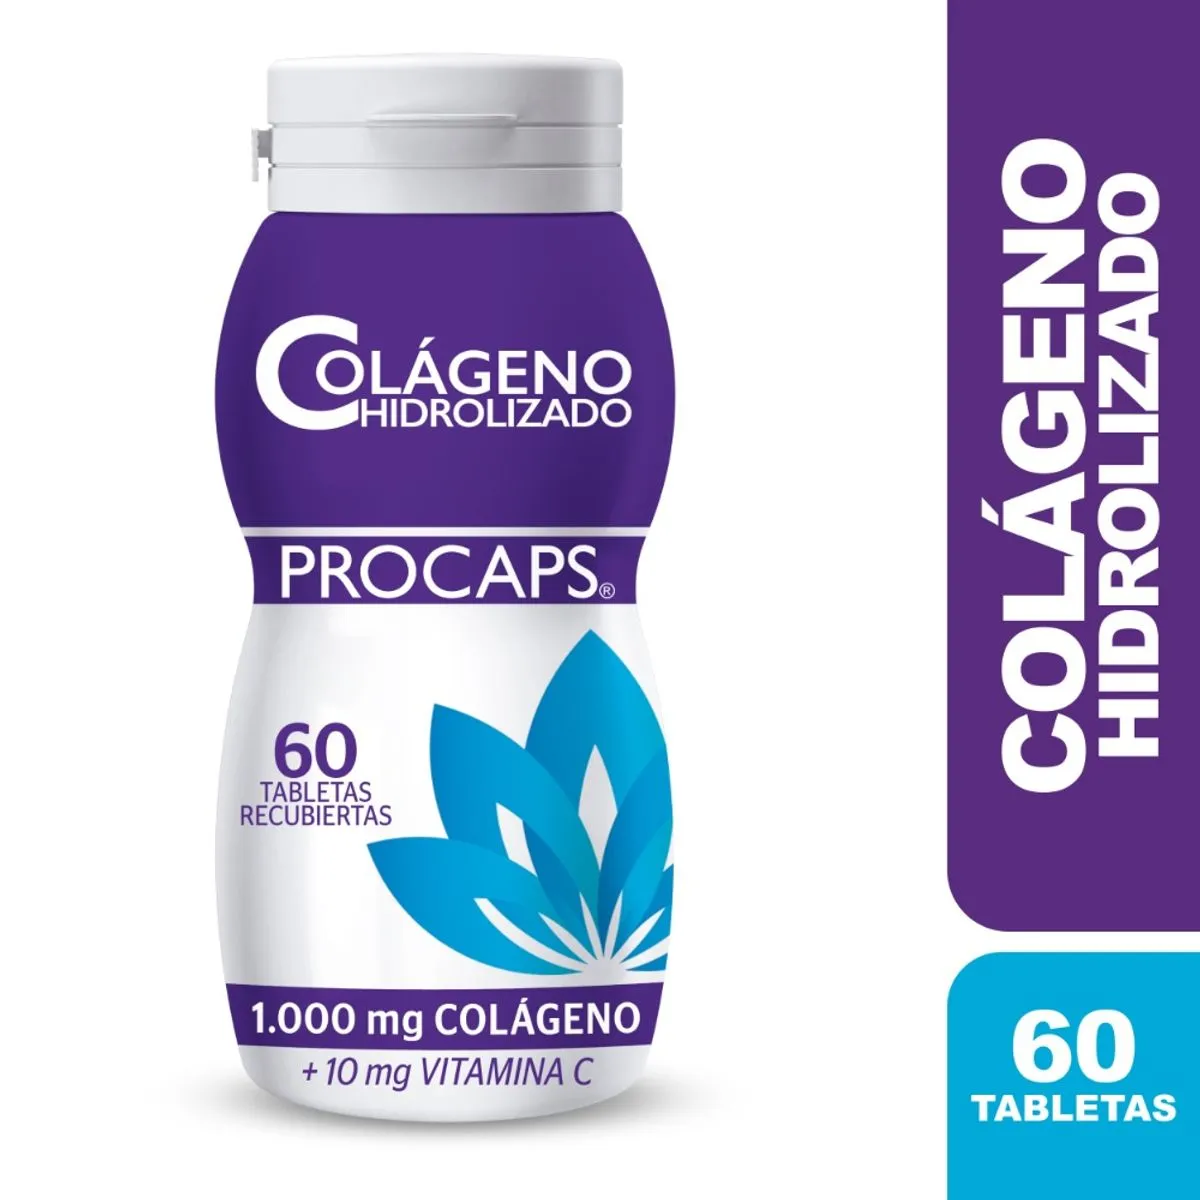 COLÁGENO
HIDROLIZADO
PROCAPS®
60
TABLETAS
RECUBIERTAS
1.000 mg COLÁGENO
+ 10 mg VITAMINA C
COLÁGENO
HIDROLIZADO
60
TABLETAS